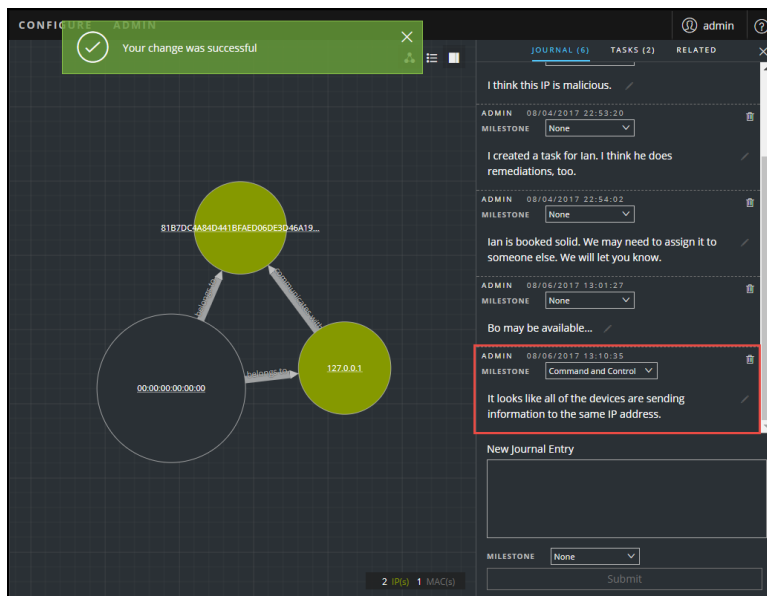 CONFIGURE ADMIN
admin
Your change was successful
JOURNAL (6) TASKS (2) RELATED
I think this IP is malicious.
ADMIN 08/04/2017 22:53:20
MILESTONE None
I created a task for Ian. I think he does
remediations, too.
ADMIN 08/04/2017 22:54:02
MILESTONE None
Ian is booked solid. We may need to assign it to
someone else. We will let you know.
ADMIN 08/06/2017 13:01:27
MILESTONE None
Bo may be available...
ADMIN 08/06/2017 13:10:35
MILESTONE Command and Control
It looks like all of the devices are sending
information to the same IP address.
New Journal Entry
MILESTONE None
Submit
81B7DC4A84D441BFAED06DE3D46A19...
belongs to
communicates with
belongs to
127.0.0.1
00:00:00:00:00:00
2 IP(s) 1 MAC(s)